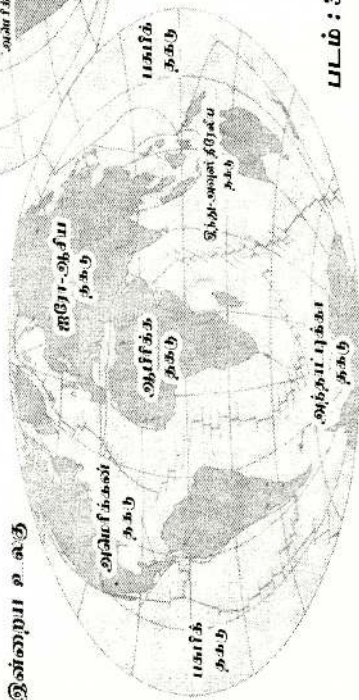 இன்றைய உலகு
ஐரோ-ஆசிய
தகடு
பசுபிக்
தகடு
அமெரிக்கன்
தகடு
ஆபிரிக்க
தகடு
இந்து-அவுஸ்திரேலிய
தகடு
பசுபிக்
தகடு
அந்தாட்டிக்கா
தகடு
படம் :